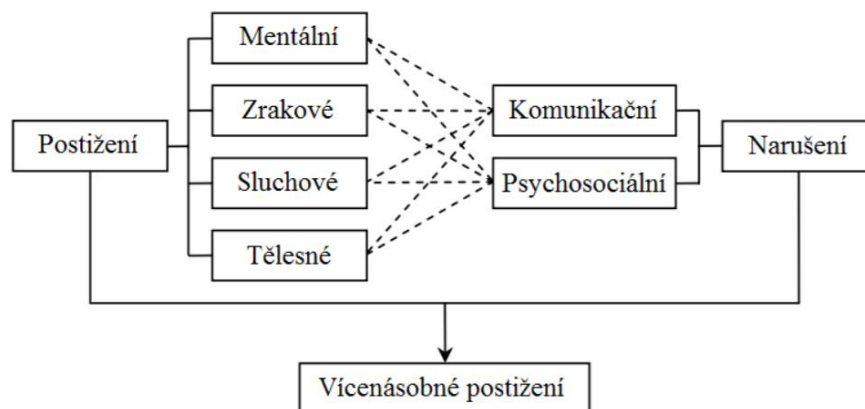 Mentální
Zrakové
Komunikační
Postižení
Narušení
Sluchové
Psychosociální
Tělesné
Vícenásobné postižení